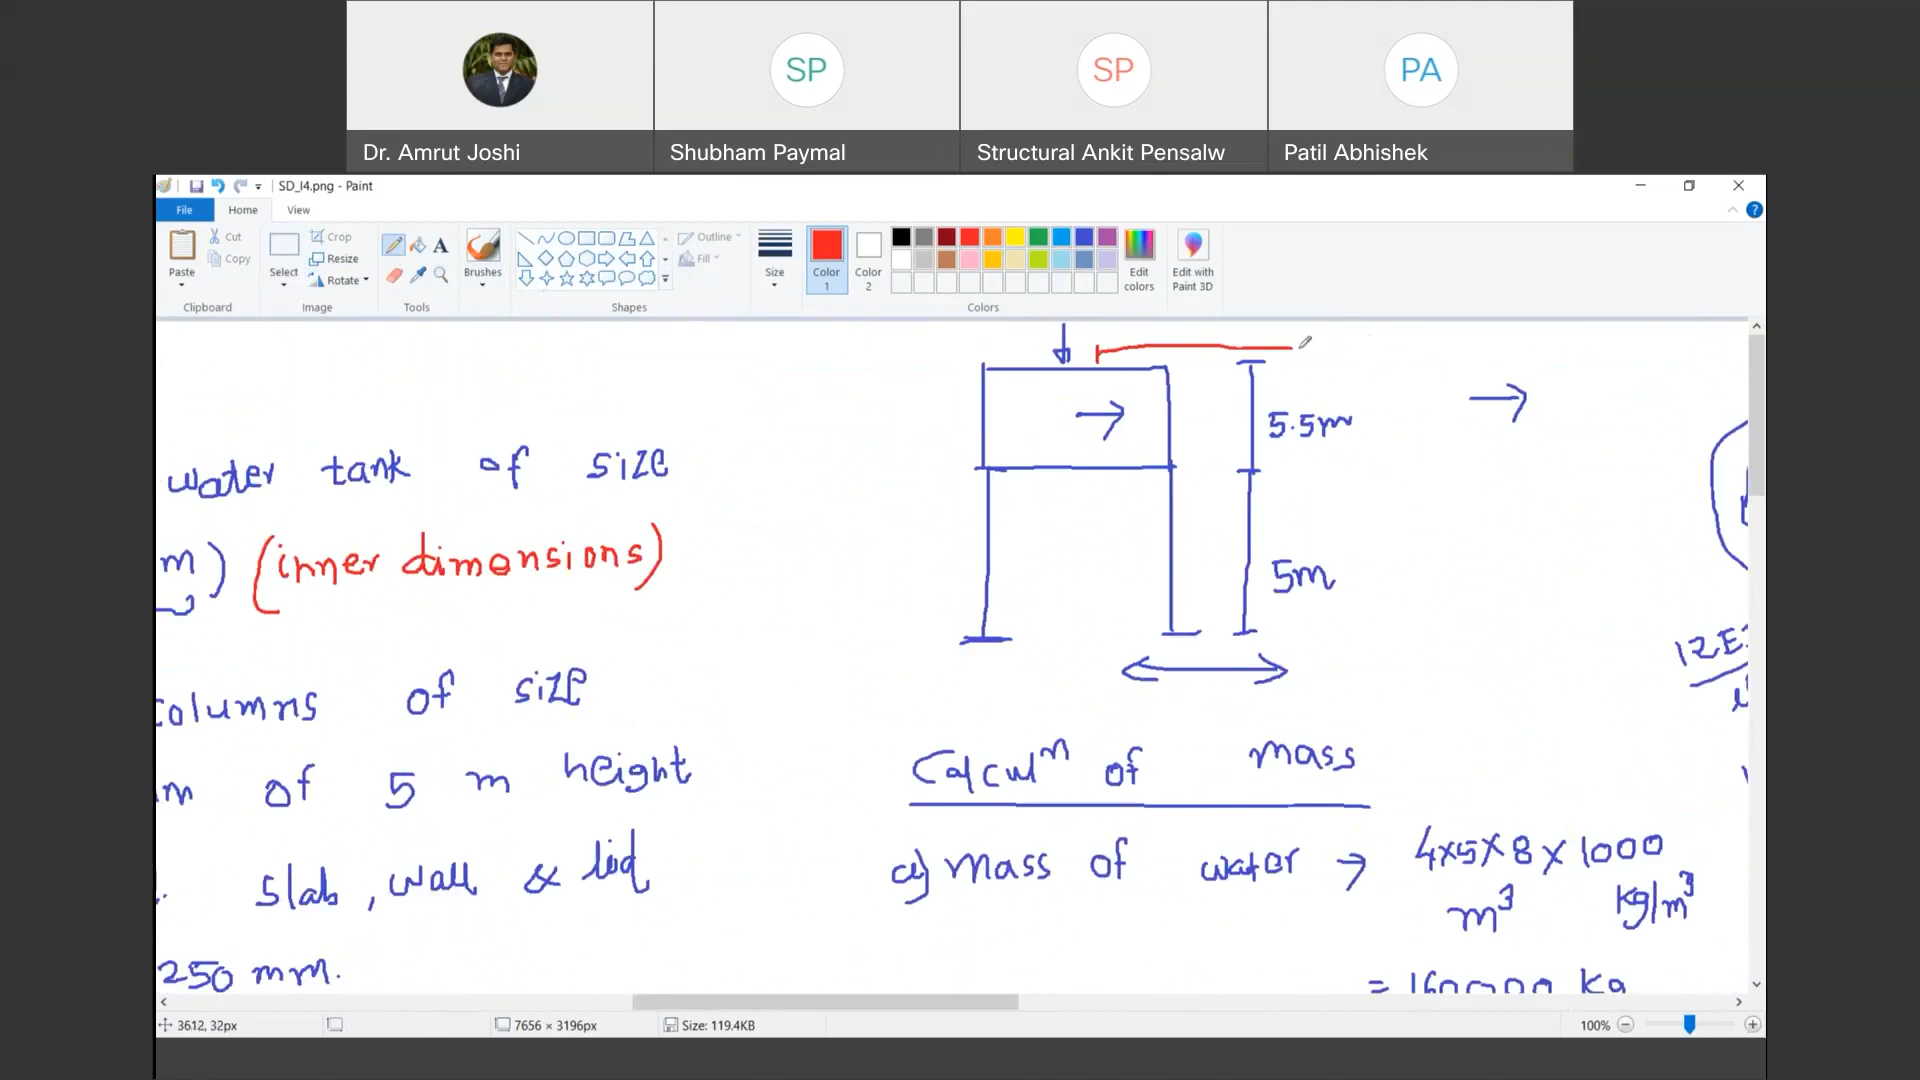 SP
SP
PA
Dr. Amrut Joshi
Shubham Paymal
Structural Ankit Pensalw
Patil Abhishek
SD_l4.png - Paint
File
Home
View
Paste
Cut
Copy
Clipboard
Select
Crop
Resize
Rotate
Image
A
Tools
Brushes
Outline
Fill
Shapes
Size
Color 1
Color 2
Edit colors
Edit with Paint 3D
Colors
water tank of size
m) (inner dimensions)
columns of size
m of 5 m height
slab, wall & lid
250 mm.
5.5m
5m
Calculⁿ of mass
a) Mass of water → 4x5x8 x 1000
m³ kg/m³
= 160000 kg
12E
3612, 32px
7656 × 3196px
Size: 119.4KB
100%